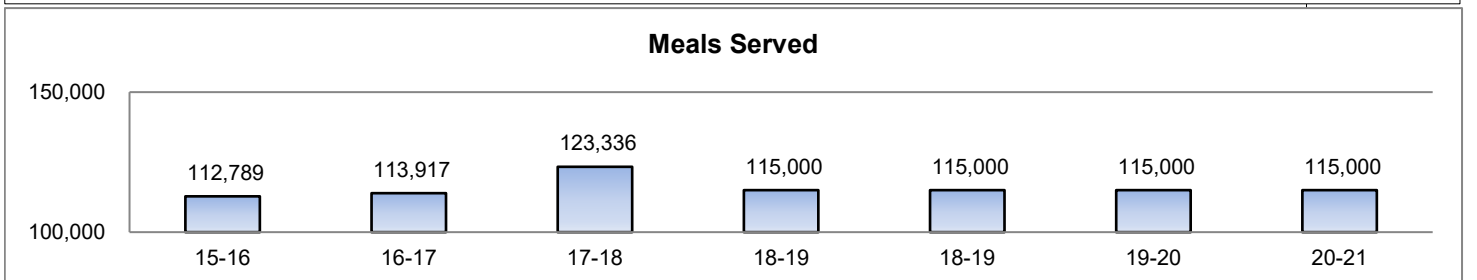 Meals Served
150,000
123,336
112,789 113,917 115,000 115,000 115,000 115,000
100,000
15-16 16-17 17-18 18-19 18-19 19-20 20-21